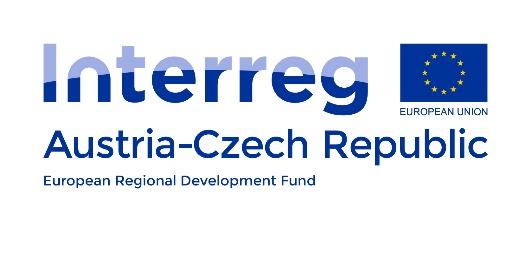 Interreg
EUROPEAN UNION
Austria-Czech Republic
European Regional Development Fund